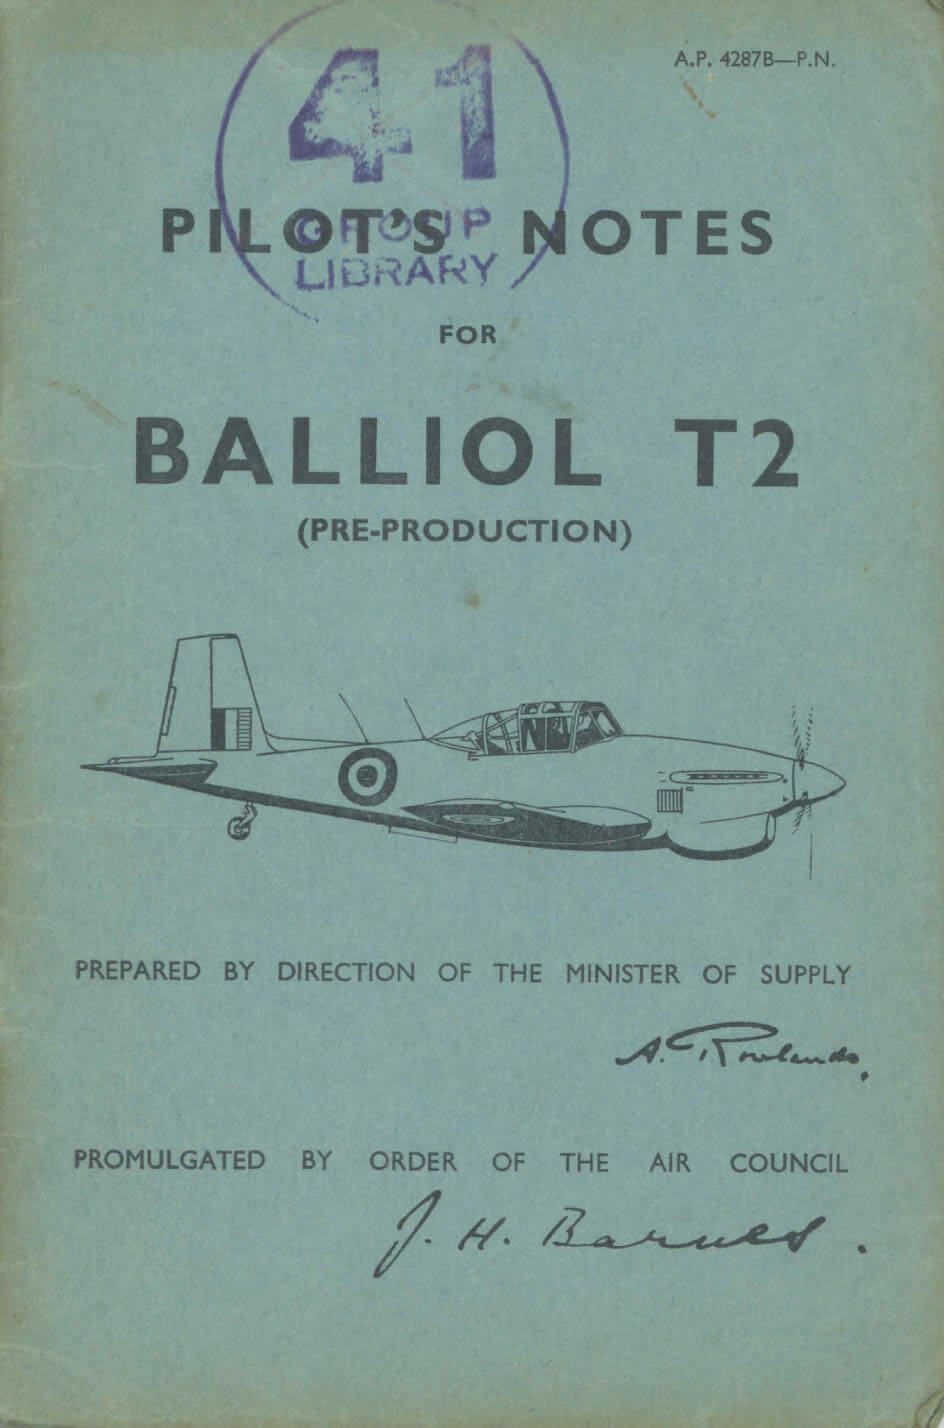 A.P. 4287B—P.N.
41
GROUP
LIBRARY
PILOT'S NOTES
FOR
BALLIOL T2
(PRE-PRODUCTION)
PREPARED BY DIRECTION OF THE MINISTER OF SUPPLY
A. Rowlands,
PROMULGATED BY ORDER OF THE AIR COUNCIL
J. H. Barnes.